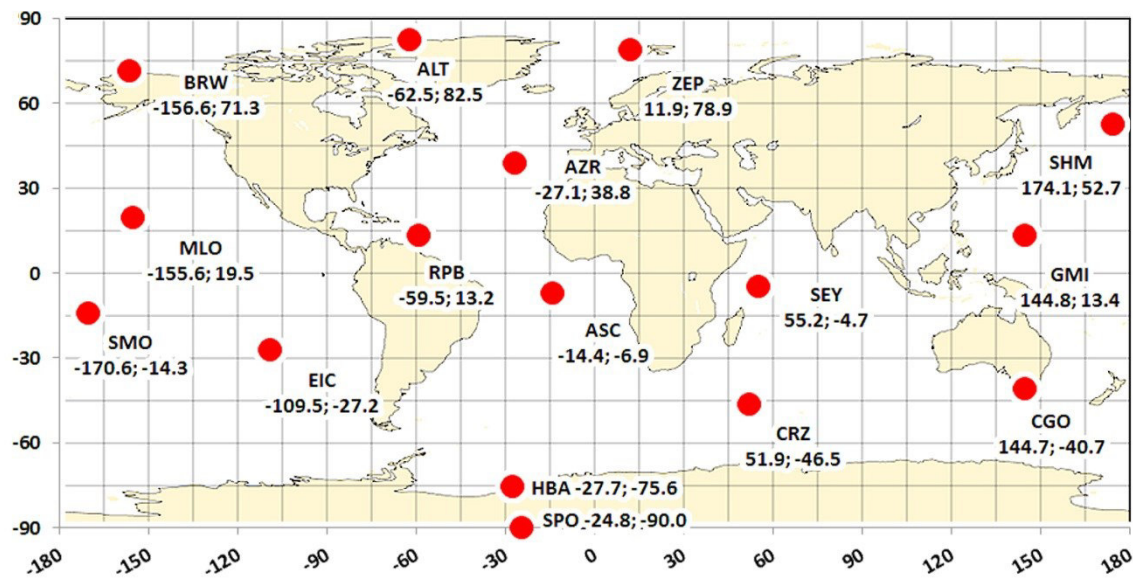 90
60
30
0
-30
-60
-90
BRW
-156.6; 71.3
ALT
-62.5; 82.5
ZEP
11.9; 78.9
AZR
-27.1; 38.8
SHM
174.1; 52.7
MLO
-155.6; 19.5
RPB
-59.5; 13.2
SEY
55.2; -4.7
GMI
144.8; 13.4
SMO
-170.6; -14.3
ASC
-14.4; -6.9
EIC
-109.5; -27.2
CRZ
51.9; -46.5
CGO
144.7; -40.7
HBA -27.7; -75.6
SPO -24.8; -90.0
-180
-150
-120
-90
-60
-30
0
30
60
90
120
150
180